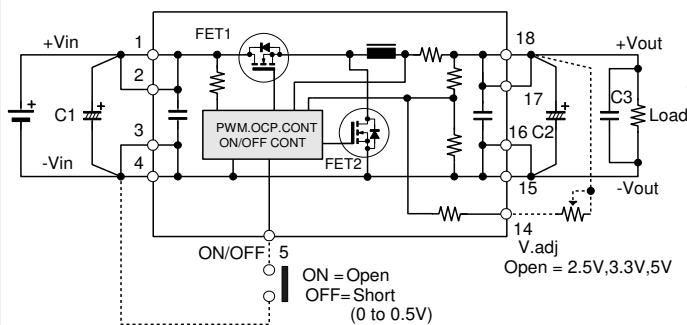 FET1
+Vin
1
18
+Vout
2
17
C1
+
C3
PWM.OCP.CONT
ON/OFF CONT
Load
3
16 C2
-Vin
4
FET2
15
-Vout
14
ON/OFF
5
V.adj
Open = 2.5V,3.3V,5V
ON = Open
OFF= Short
(0 to 0.5V)